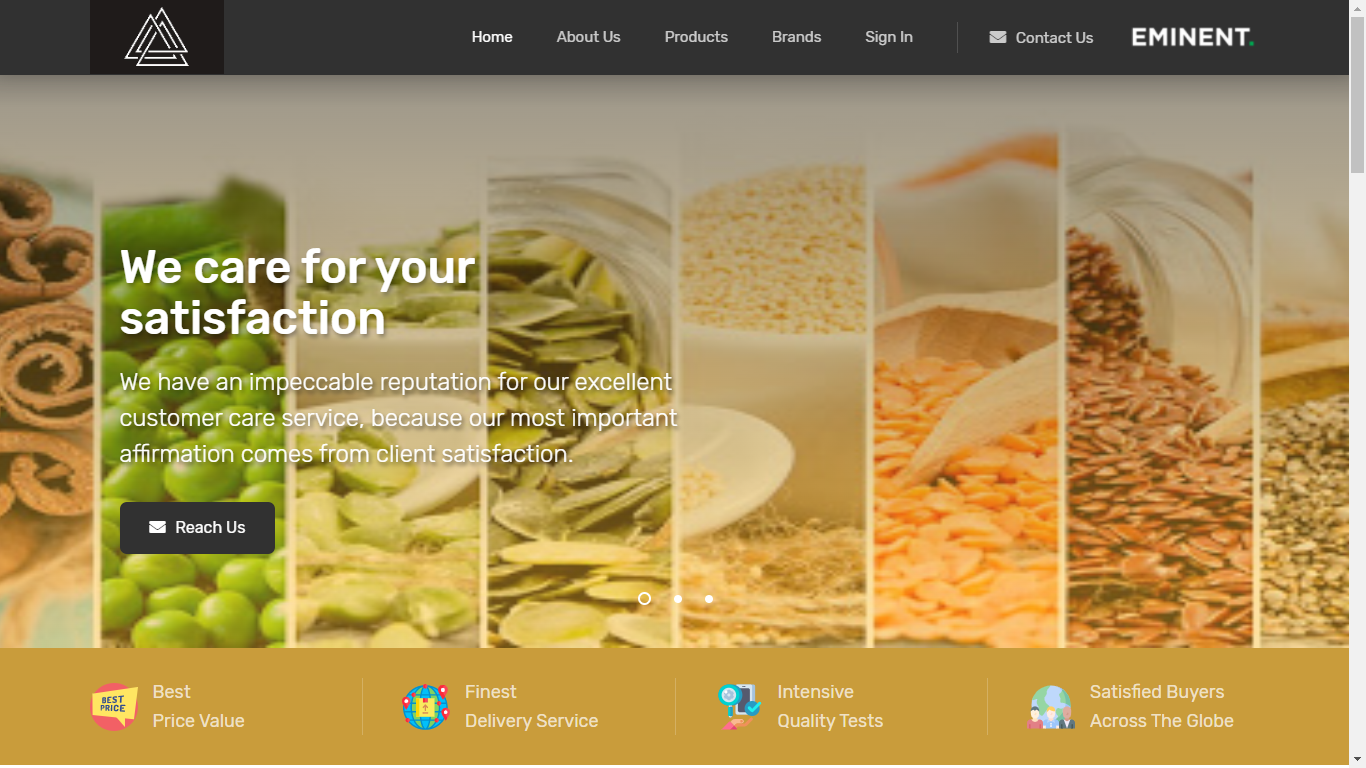 Home
About Us
Products
Brands
Sign In
Contact Us
EMINENT.
We care for your
satisfaction
We have an impeccable reputation for our excellent
customer care service, because our most important
affirmation comes from client satisfaction.
Reach Us
BEST
PRICE
Best
Price Value
Finest
Delivery Service
Intensive
Quality Tests
Satisfied Buyers
Across The Globe